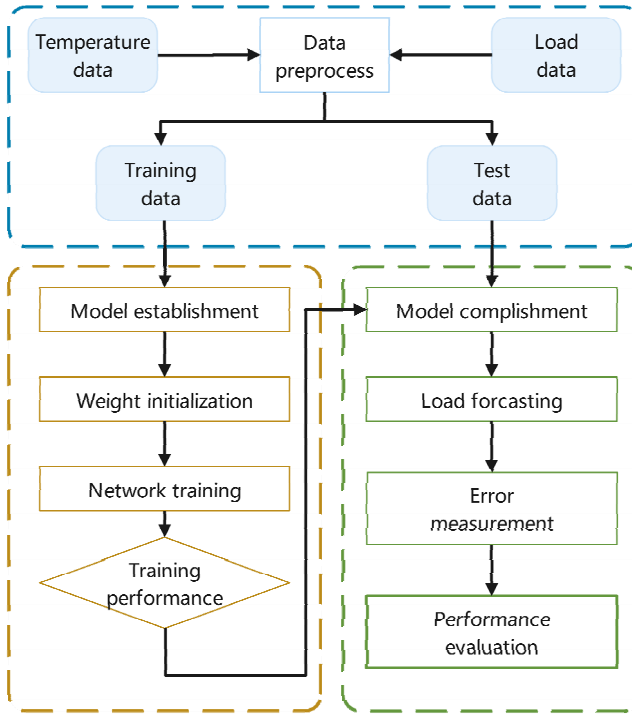 Temperature
data
Data
preprocess
Load
data
Training
data
Test
data
Model establishment
Weight initialization
Network training
Training
performance
Model complishment
Load forcasting
Error
measurement
Performance
evaluation